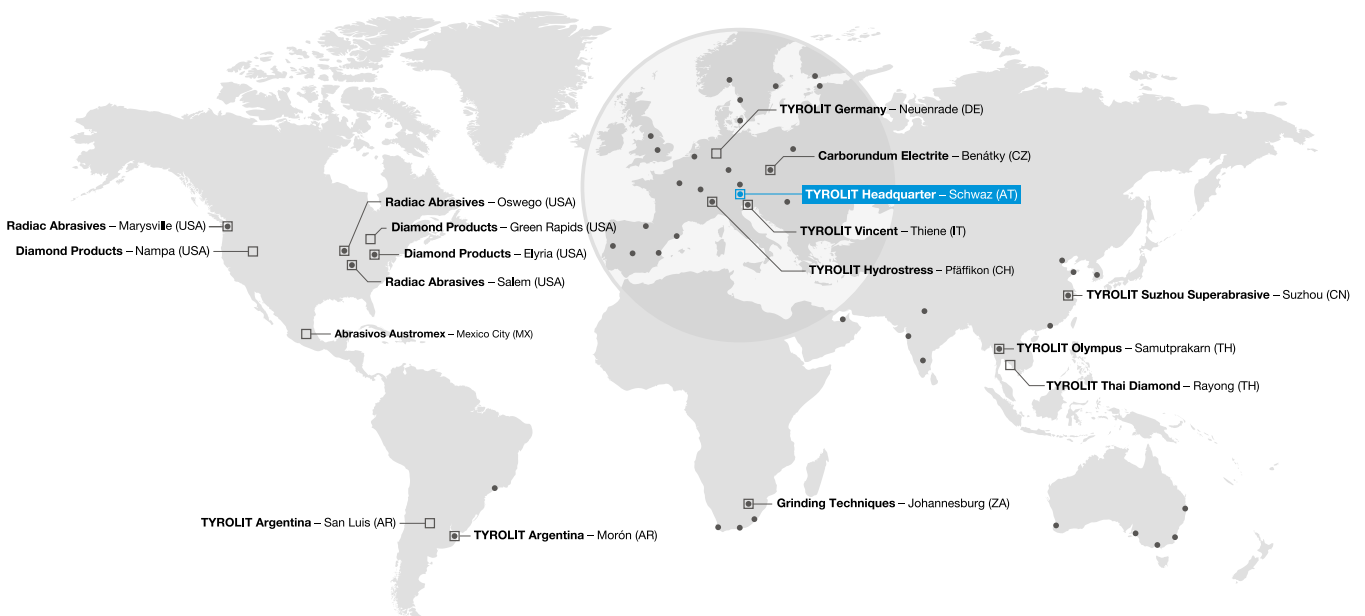 TYROLIT Germany – Neuenrade (DE)
Carborundum Electrite – Benátky (CZ)
TYROLIT Headquarter – Schwaz (AT)
Radiac Abrasives – Oswego (USA)
Radiac Abrasives – Marysville (USA)
Diamond Products – Green Rapids (USA)
TYROLIT Vincent – Thiene (IT)
Diamond Products – Nampa (USA)
Diamond Products – Elyria (USA)
TYROLIT Hydrostress – Pfäffikon (CH)
Radiac Abrasives – Salem (USA)
TYROLIT Suzhou Superabrasive – Suzhou (CN)
Abrasivos Austromex – Mexico City (MX)
TYROLIT Olympus – Samutprakarn (TH)
TYROLIT Thai Diamond – Rayong (TH)
Grinding Techniques – Johannesburg (ZA)
TYROLIT Argentina – San Luis (AR)
TYROLIT Argentina – Morón (AR)